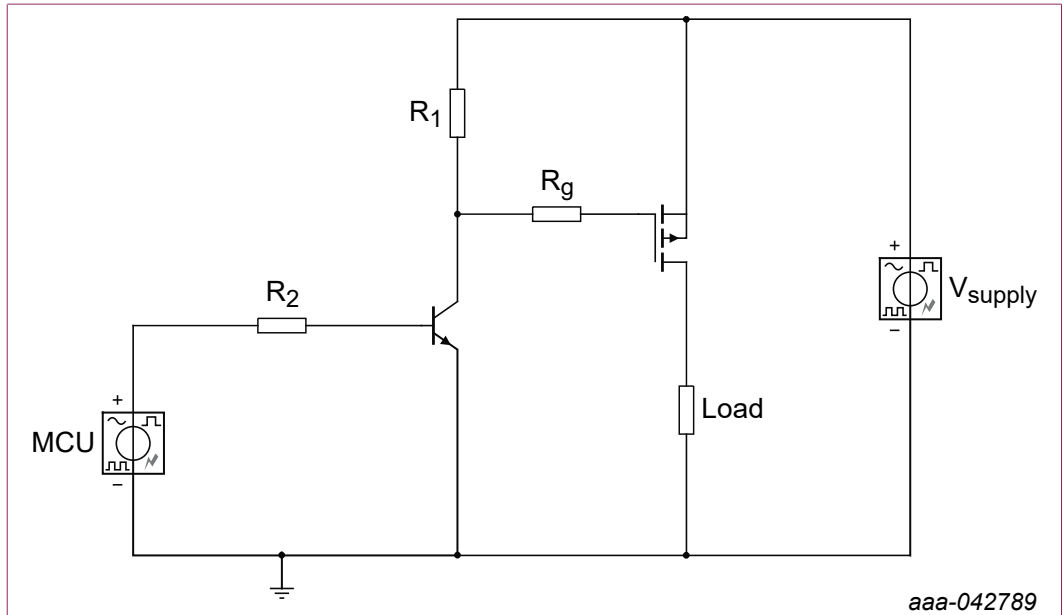 R1
Rg
R2
+
Vsupply
−
Load
+
MCU
−
aaa-042789